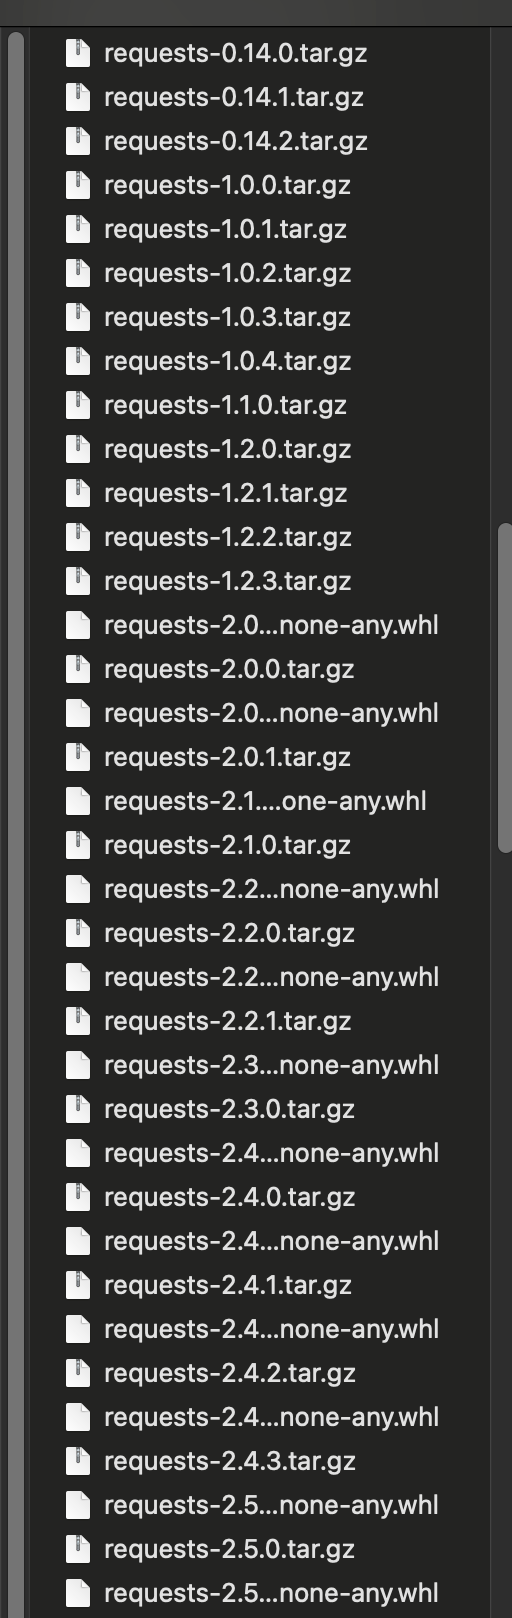 requests-0.14.0.tar.gz
requests-0.14.1.tar.gz
requests-0.14.2.tar.gz
requests-1.0.0.tar.gz
requests-1.0.1.tar.gz
requests-1.0.2.tar.gz
requests-1.0.3.tar.gz
requests-1.0.4.tar.gz
requests-1.1.0.tar.gz
requests-1.2.0.tar.gz
requests-1.2.1.tar.gz
requests-1.2.2.tar.gz
requests-1.2.3.tar.gz
requests-2.0...none-any.whl
requests-2.0.0.tar.gz
requests-2.0...none-any.whl
requests-2.0.1.tar.gz
requests-2.1....one-any.whl
requests-2.1.0.tar.gz
requests-2.2...none-any.whl
requests-2.2.0.tar.gz
requests-2.2...none-any.whl
requests-2.2.1.tar.gz
requests-2.3...none-any.whl
requests-2.3.0.tar.gz
requests-2.4...none-any.whl
requests-2.4.0.tar.gz
requests-2.4...none-any.whl
requests-2.4.1.tar.gz
requests-2.4...none-any.whl
requests-2.4.2.tar.gz
requests-2.4...none-any.whl
requests-2.4.3.tar.gz
requests-2.5...none-any.whl
requests-2.5.0.tar.gz
requests-2.5...none-any.whl